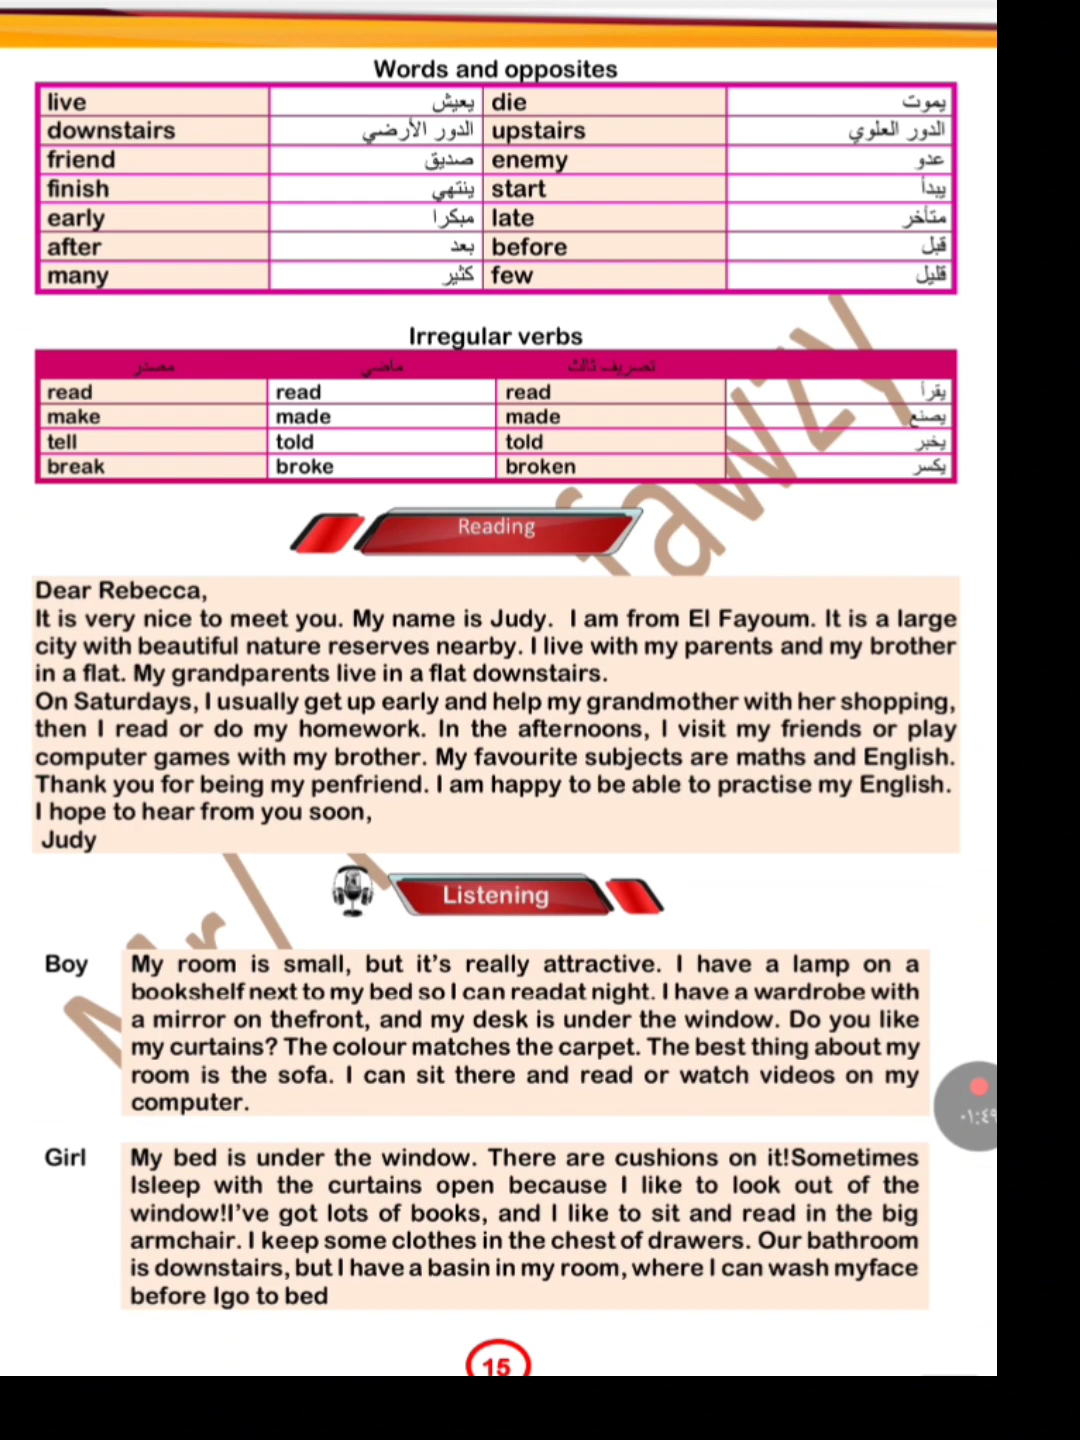 Words and opposites
live يعيش die يموت
downstairs الدور الأرضي upstairs الدور العلوي
friend صديق enemy عدو
finish ينتهي start يبدأ
early مبكرا late متأخر
after بعد before قبل
many كثير few قليل
Irregular verbs
مصدر ماضي تصريف ثالث
read read read يقرأ
make made made يصنع
tell told told يخبر
break broke broken يكسر
Reading
Dear Rebecca,
It is very nice to meet you. My name is Judy. I am from El Fayoum. It is a large
city with beautiful nature reserves nearby. I live with my parents and my brother
in a flat. My grandparents live in a flat downstairs.
On Saturdays, I usually get up early and help my grandmother with her shopping,
then I read or do my homework. In the afternoons, I visit my friends or play
computer games with my brother. My favourite subjects are maths and English.
Thank you for being my penfriend. I am happy to be able to practise my English.
I hope to hear from you soon,
Judy
Listening
Boy My room is small, but it's really attractive. I have a lamp on a
bookshelf next to my bed so I can readat night. I have a wardrobe with
a mirror on thefront, and my desk is under the window. Do you like
my curtains? The colour matches the carpet. The best thing about my
room is the sofa. I can sit there and read or watch videos on my
computer.
Girl My bed is under the window. There are cushions on it!Sometimes
Isleep with the curtains open because I like to look out of the
window!I've got lots of books, and I like to sit and read in the big
armchair. I keep some clothes in the chest of drawers. Our bathroom
is downstairs, but I have a basin in my room, where I can wash myface
before Igo to bed
٠١:٤٩
15